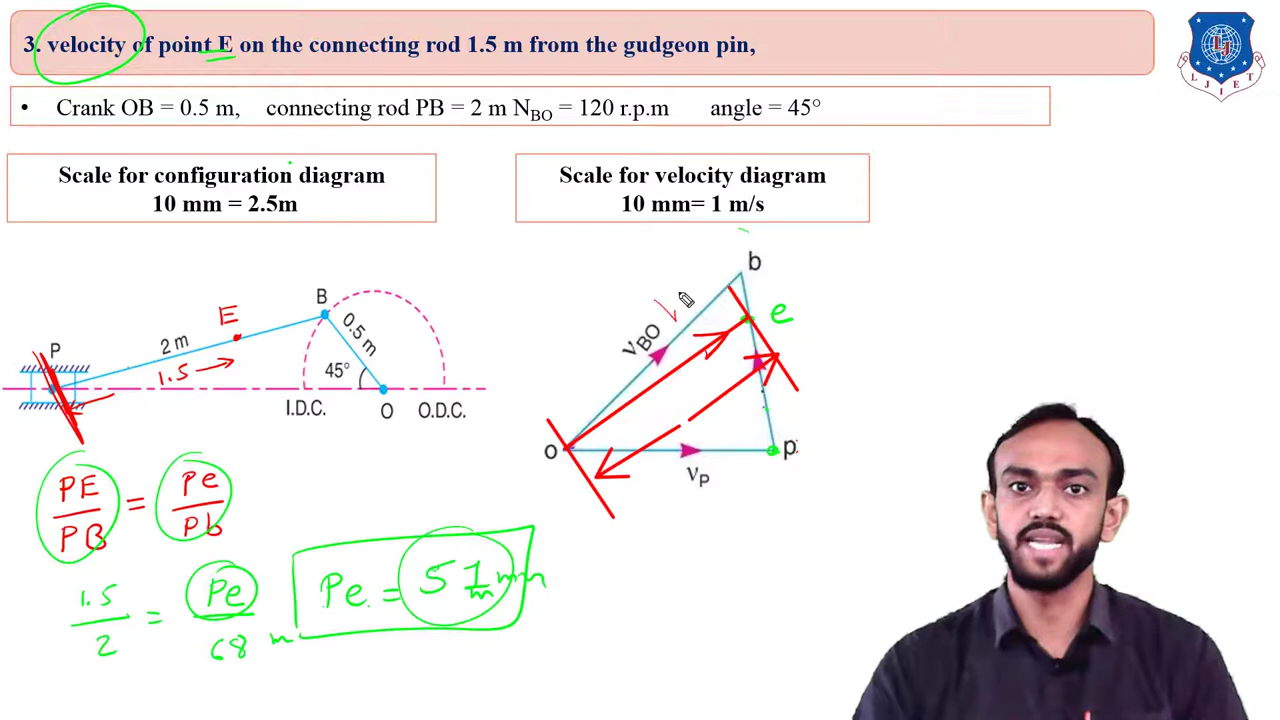 3. velocity of point E on the connecting rod 1.5 m from the gudgeon pin,
LJIET
• Crank OB = 0.5 m, connecting rod PB = 2 m N_BO = 120 r.p.m angle = 45°
Scale for configuration diagram
10 mm = 2.5m
Scale for velocity diagram
10 mm= 1 m/s
P
2 m
1.5 →
E
B
0.5 m
45°
I.D.C.
O
O.D.C.
o
v_BO
b
e
p
v_P
PE/PB = Pe/Pb
1.5/2 = Pe/68 m
Pe = 51 mm